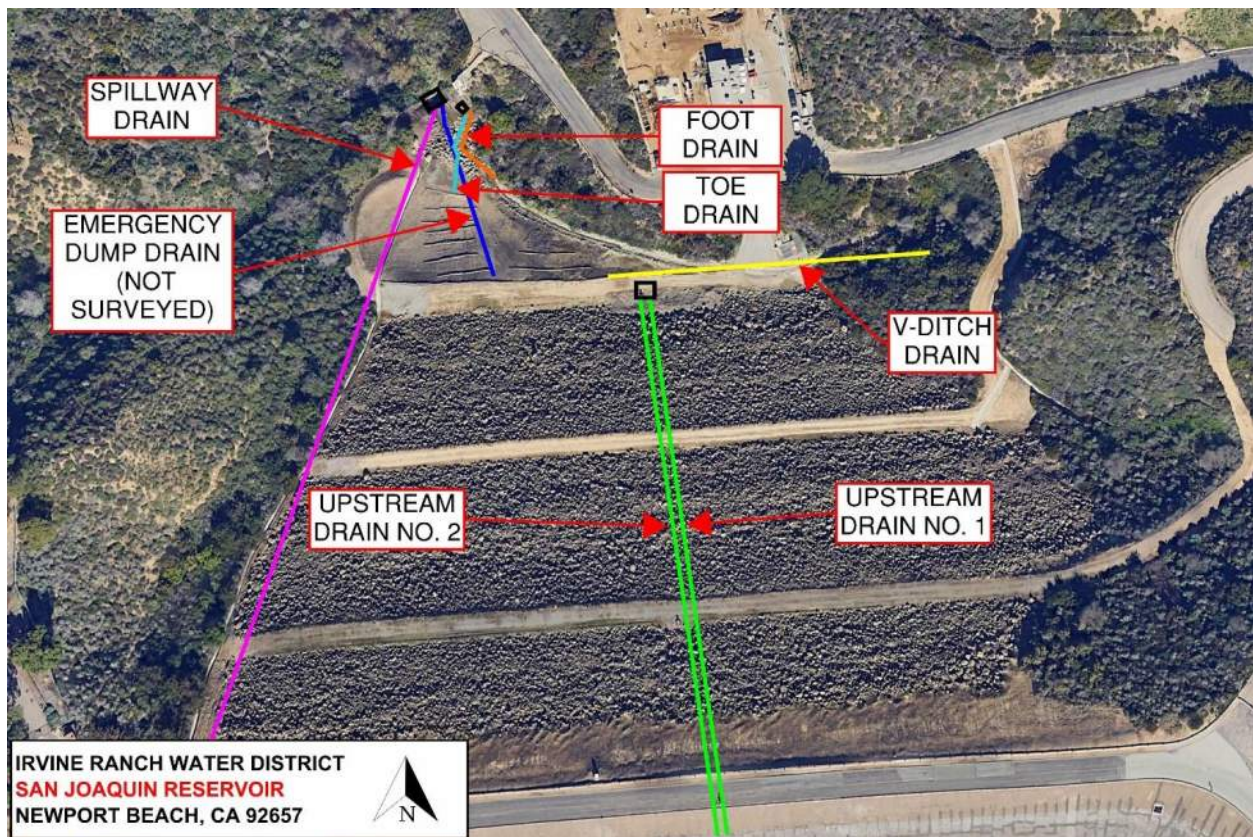 SPILLWAY
DRAIN
FOOT
DRAIN
TOE
DRAIN
EMERGENCY
DUMP DRAIN
(NOT
SURVEYED)
V-DITCH
DRAIN
UPSTREAM
DRAIN NO. 2
UPSTREAM
DRAIN NO. 1
IRVINE RANCH WATER DISTRICT
SAN JOAQUIN RESERVOIR
NEWPORT BEACH, CA 92657
N